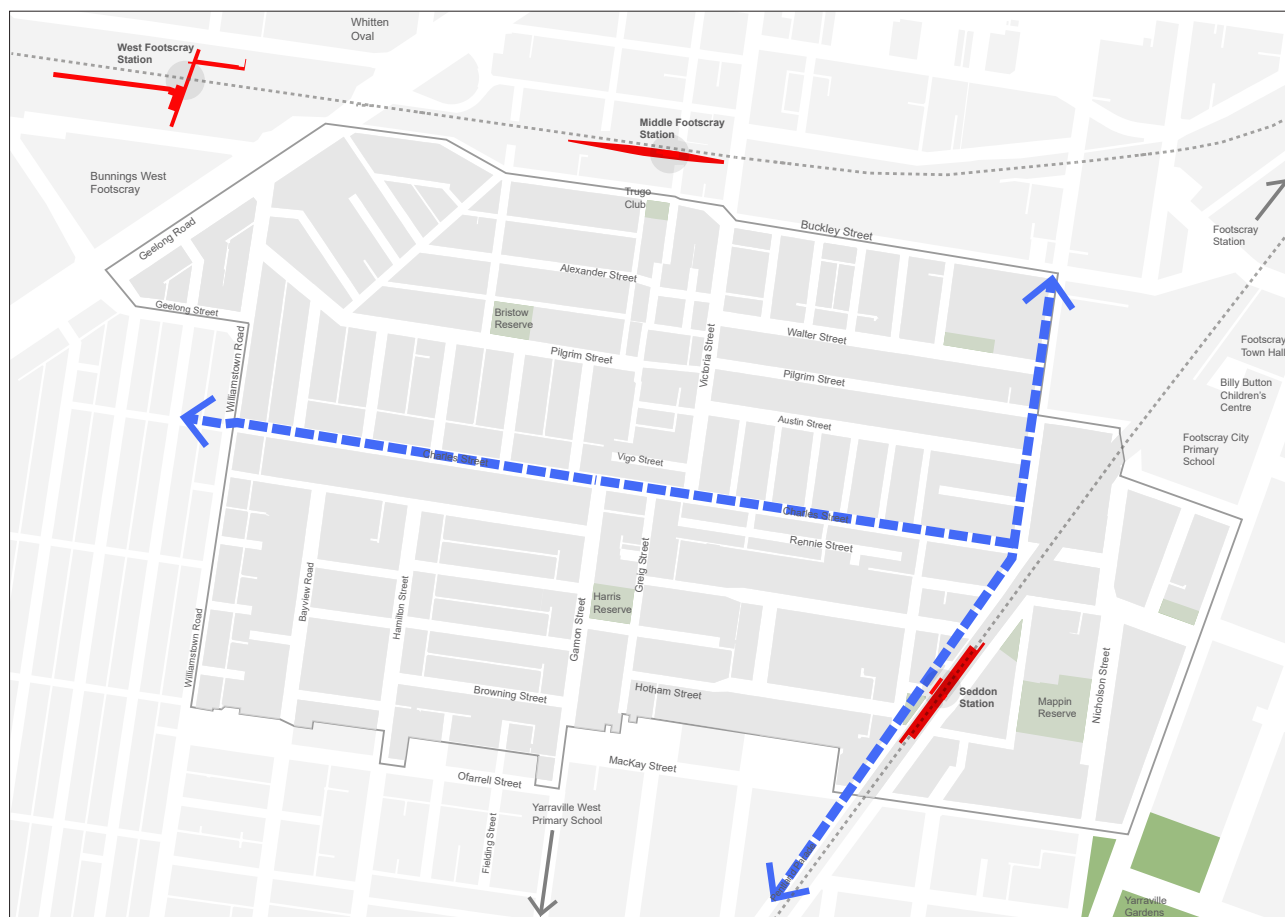 Whitten
Oval
West Footscray
Station
Middle Footscray
Station
Bunnings West
Footscray
Geelong Road
Trugo
Club
Buckley Street
Footscray
Station
Alexander Street
Geelong Street
Bristow
Reserve
Williamstown Road
Victoria Street
Walter Street
Pilgrim Street
Pilgrim Street
Footscray
Town Hall
Billy Button
Children's
Centre
Austin Street
Footscray City
Primary
School
Charles Street
Vigo Street
Charles Street
Rennie Street
Greig Street
Bayview Road
Hamilton Street
Harris
Reserve
Gamon Street
Williamstown Road
Nicholson Street
Browning Street
Hotham Street
Seddon
Station
Mappin
Reserve
MacKay Street
Ofarrell Street
Yarraville West
Primary School
Fielding Street
Yarraville
Gardens